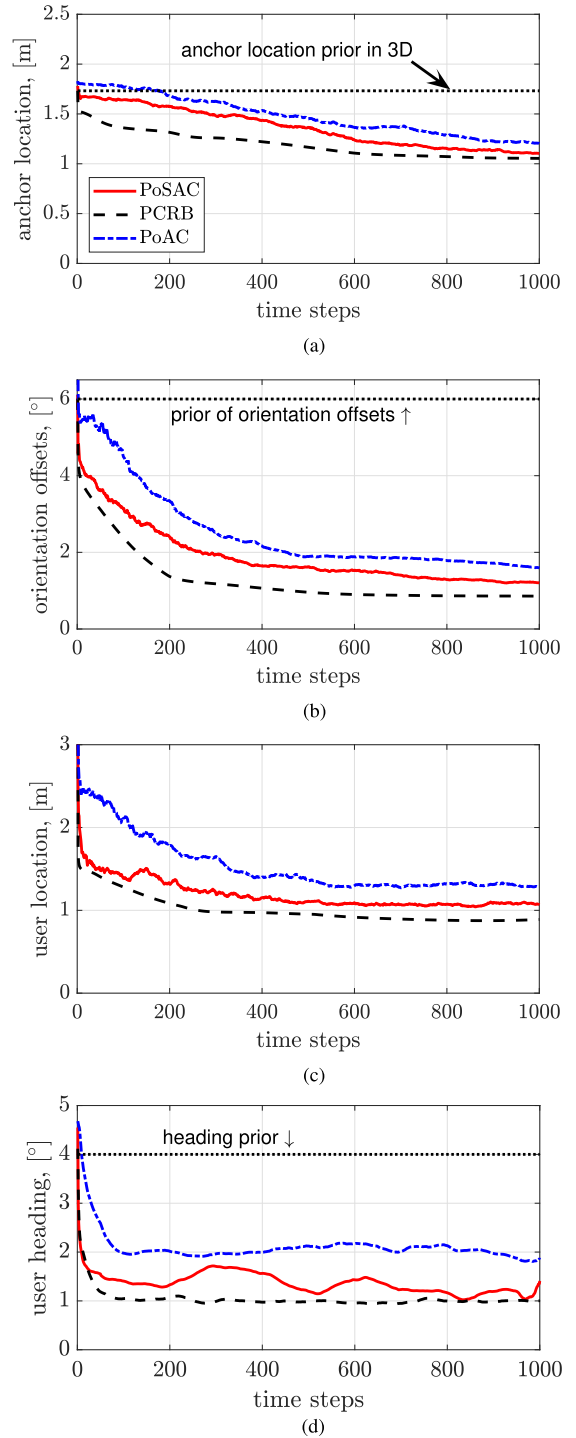 2.5
2
1.5
1
0.5
0
anchor location, [m]
anchor location prior in 3D
PoSAC
PCRB
PoAC
0 200 400 600 800 1000
time steps
(a)
6
4
2
0
orientation offsets, [°]
prior of orientation offsets ↑
0 200 400 600 800 1000
time steps
(b)
3
2
1
0
user location, [m]
0 200 400 600 800 1000
time steps
(c)
5
4
3
2
1
0
user heading, [°]
heading prior ↓
0 200 400 600 800 1000
time steps
(d)